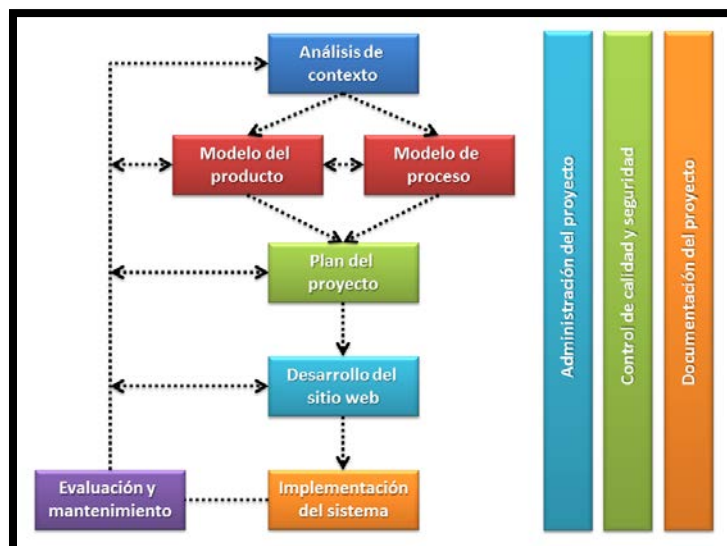 Análisis de
contexto
Modelo del
producto
Modelo de
proceso
Plan del
proyecto
Desarrollo del
sitio web
Evaluación y
mantenimiento
Implementación
del sistema
Administración del proyecto
Control de calidad y seguridad
Documentación del proyecto